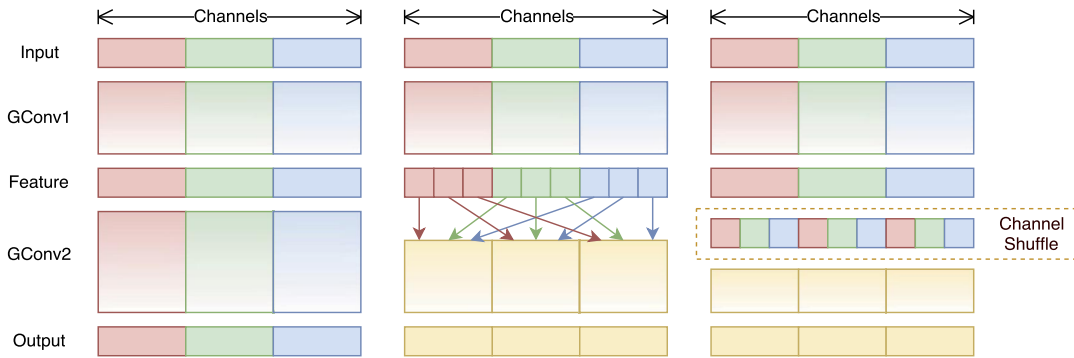 Channels Channels Channels
Input
GConv1
Feature
Channel
Shuffle
GConv2
Output